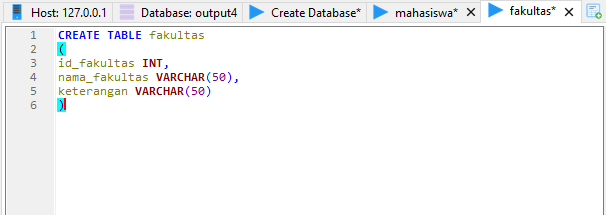 Host: 127.0.0.1 Database: output4 Create Database* mahasiswa* fakultas*
1 CREATE TABLE fakultas
2 (
3 id_fakultas INT,
4 nama_fakultas VARCHAR(50),
5 keterangan VARCHAR(50)
6 )